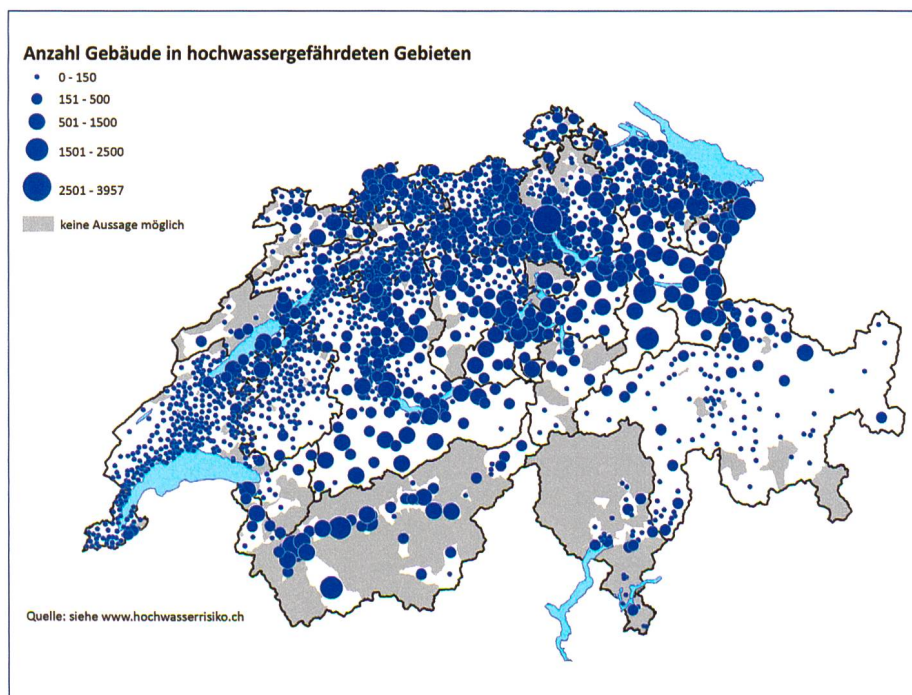 Anzahl Gebäude in hochwassergefährdeten Gebieten
0 - 150
151 - 500
501 - 1500
1501 - 2500
2501 - 3957
keine Aussage möglich
Quelle: siehe www.hochwasserrisiko.ch